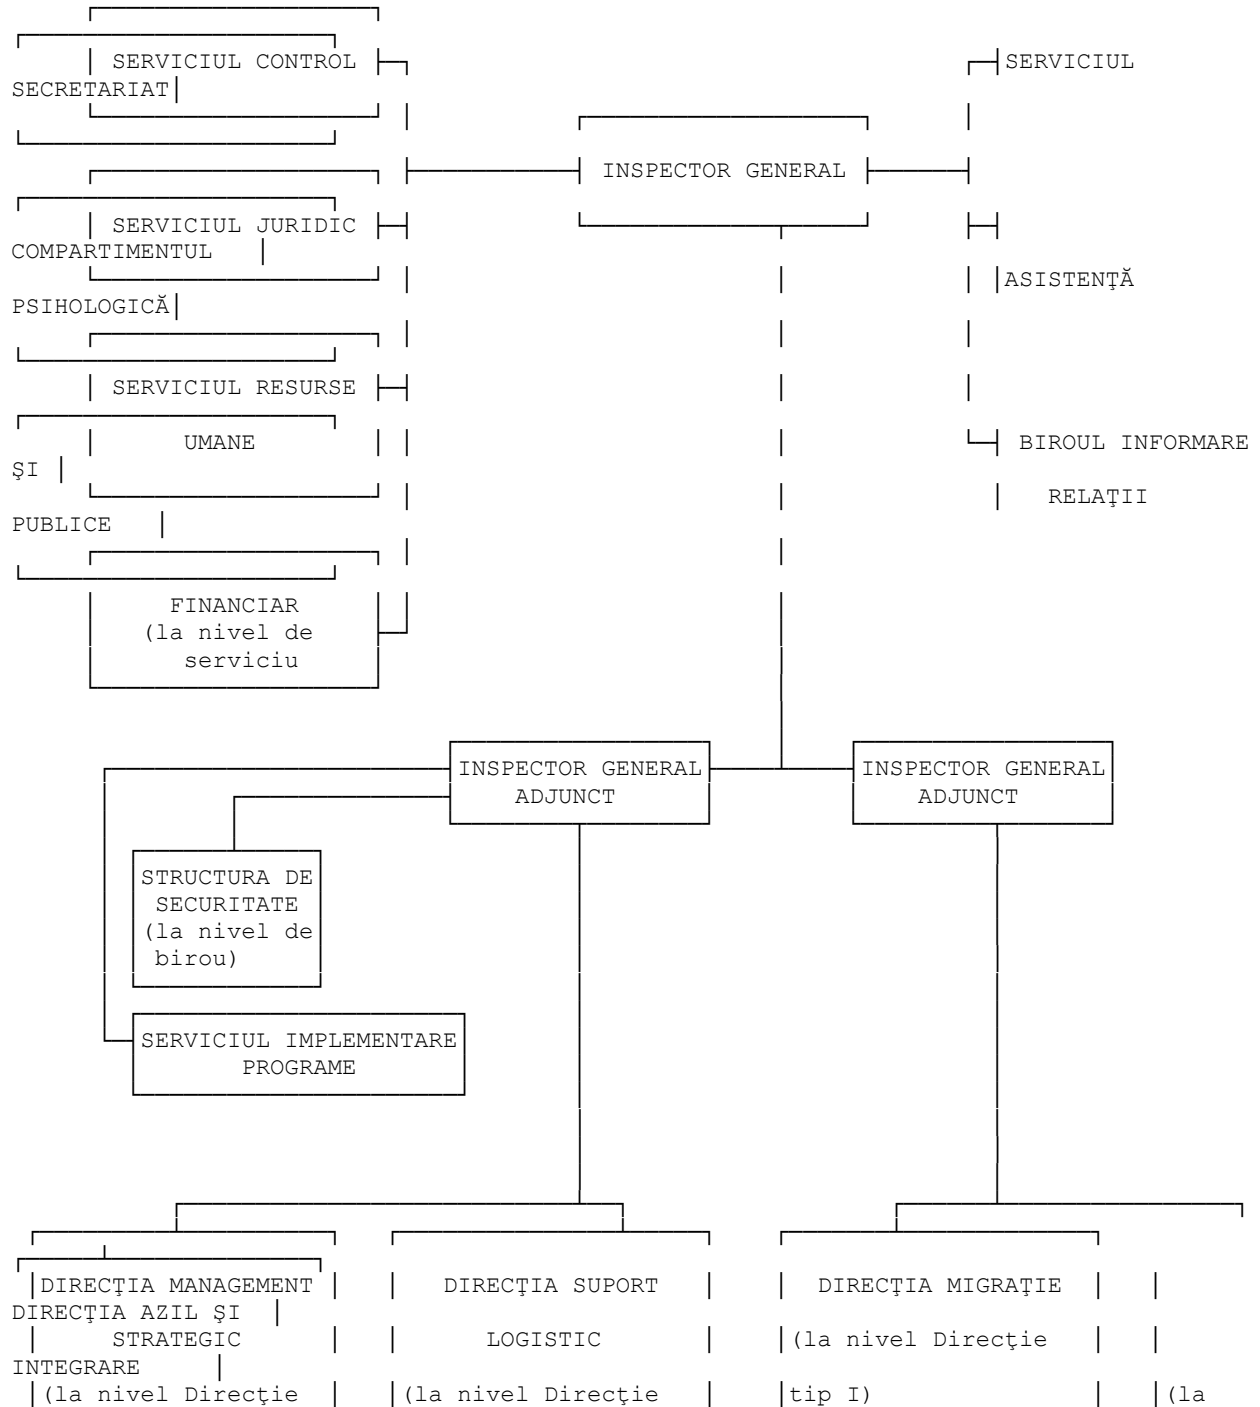 SERVICIUL CONTROL SERVICIUL
SECRETARIAT
INSPECTOR GENERAL
SERVICIUL JURIDIC
COMPARTIMENTUL
ASISTENŢĂ
PSIHOLOGICĂ
SERVICIUL RESURSE
UMANE BIROUL INFORMARE
ŞI
RELAŢII
PUBLICE
FINANCIAR
(la nivel de
serviciu
INSPECTOR GENERAL INSPECTOR GENERAL
ADJUNCT ADJUNCT
STRUCTURA DE
SECURITATE
(la nivel de
birou)
SERVICIUL IMPLEMENTARE
PROGRAME
DIRECŢIA MANAGEMENT DIRECŢIA SUPORT DIRECŢIA MIGRAŢIE
DIRECŢIA AZIL ŞI
STRATEGIC LOGISTIC (la nivel Direcţie
INTEGRARE
(la nivel Direcţie (la nivel Direcţie tip I) (la